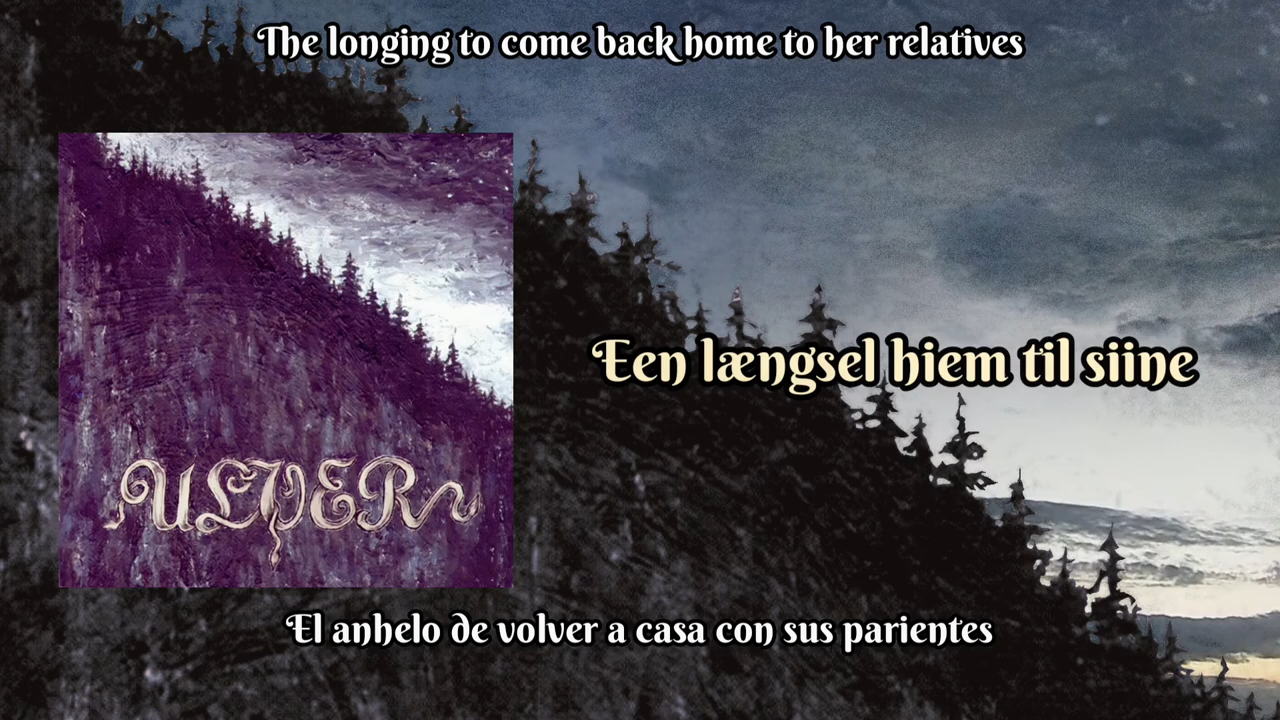 The longing to come back home to her relatives
ULVER
Een længsel hiem til siine
El anhelo de volver a casa con sus parientes